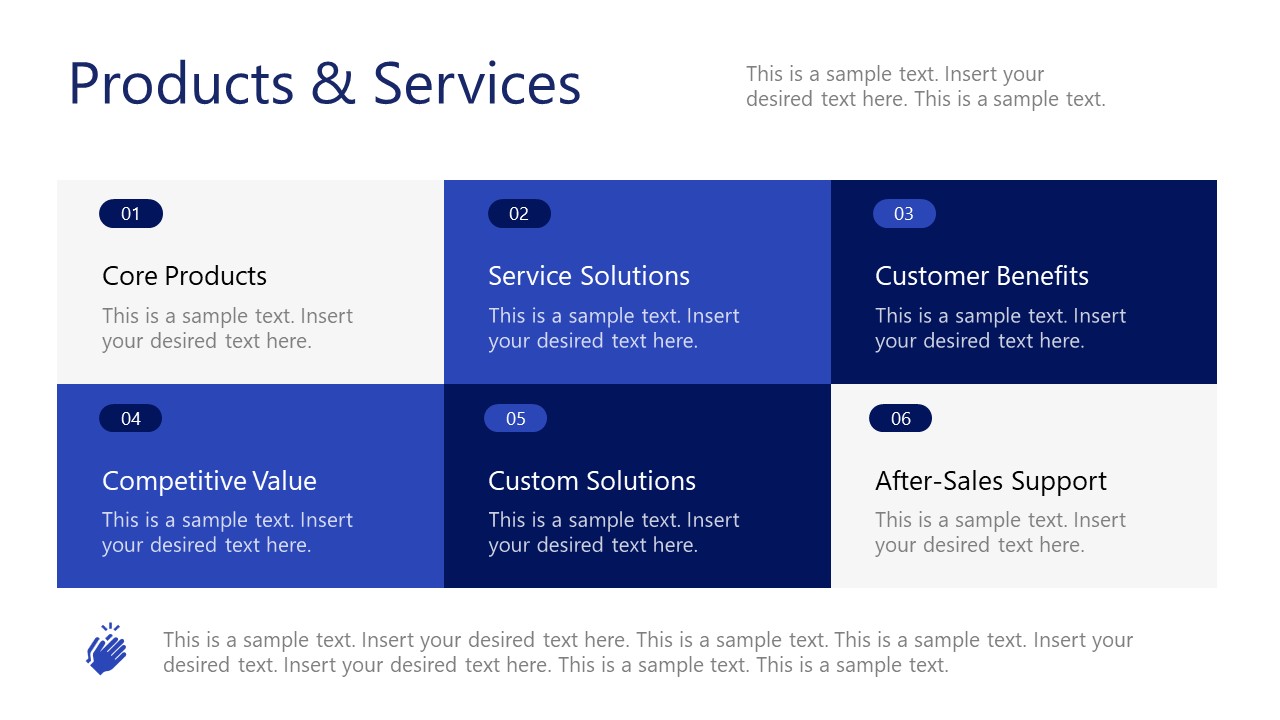 Products & Services
This is a sample text. Insert your
desired text here. This is a sample text.
01
Core Products
This is a sample text. Insert
your desired text here.
02
Service Solutions
This is a sample text. Insert
your desired text here.
03
Customer Benefits
This is a sample text. Insert
your desired text here.
04
Competitive Value
This is a sample text. Insert
your desired text here.
05
Custom Solutions
This is a sample text. Insert
your desired text here.
06
After-Sales Support
This is a sample text. Insert
your desired text here.
This is a sample text. Insert your desired text here. This is a sample text. This is a sample text. Insert your
desired text. Insert your desired text here. This is a sample text. This is a sample text.